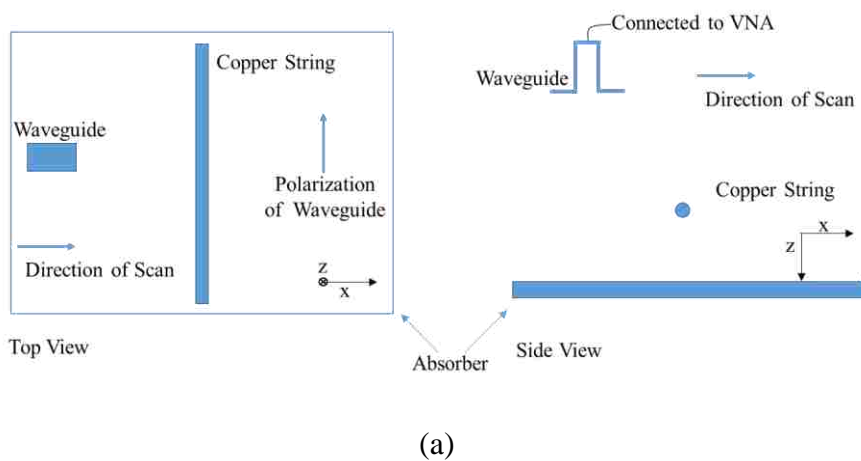 Copper String
Waveguide
Polarization
of Waveguide
Direction of Scan
z
x
Top View
Absorber
Connected to VNA
Waveguide
Direction of Scan
Copper String
x
z
Side View
(a)